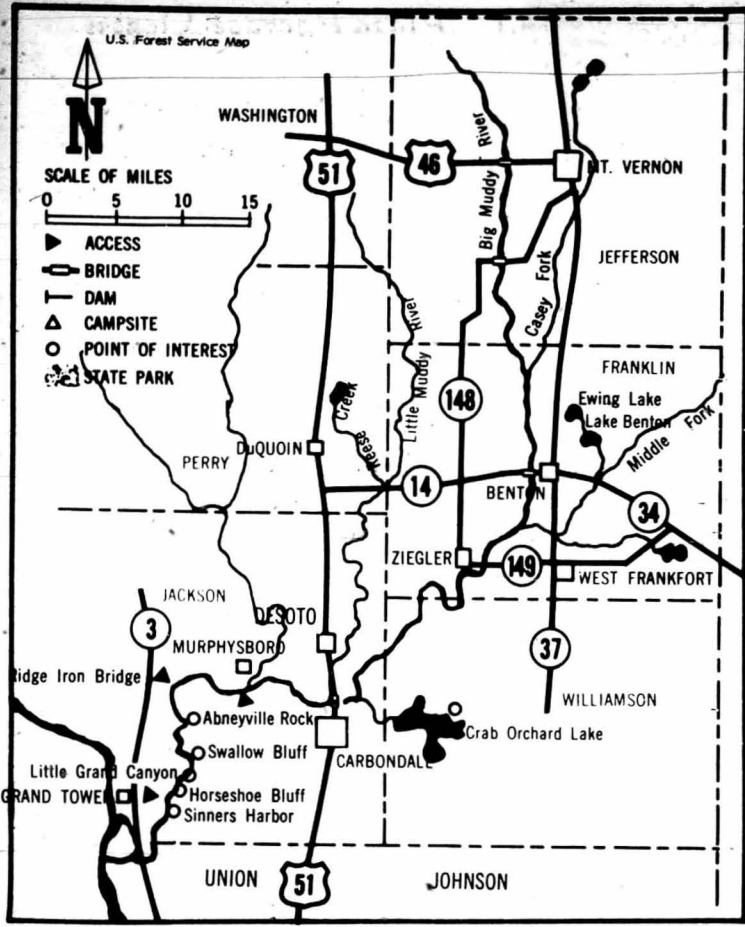 U.S. Forest Service Map
N
WASHINGTON
51
46
MT. VERNON
SCALE OF MILES
0 5 10 15
ACCESS
BRIDGE
DAM
CAMPSITE
POINT OF INTEREST
STATE PARK
Big Muddy River
Casey Fork
JEFFERSON
Little Muddy River
Reese Creek
FRANKLIN
148
Ewing Lake
Lake Benton
Middle Fork
DuQUOIN
PERRY
14
BENTON
34
ZIEGLER
149
WEST FRANKFORT
JACKSON
3
DESOTO
MURPHYSBORO
37
Ridge Iron Bridge
WILLIAMSON
Abneyville Rock
Crab Orchard Lake
Swallow Bluff
CARBONDALE
Little Grand Canyon
GRAND TOWER
Horseshoe Bluff
Sinners Harbor
UNION
51
JOHNSON